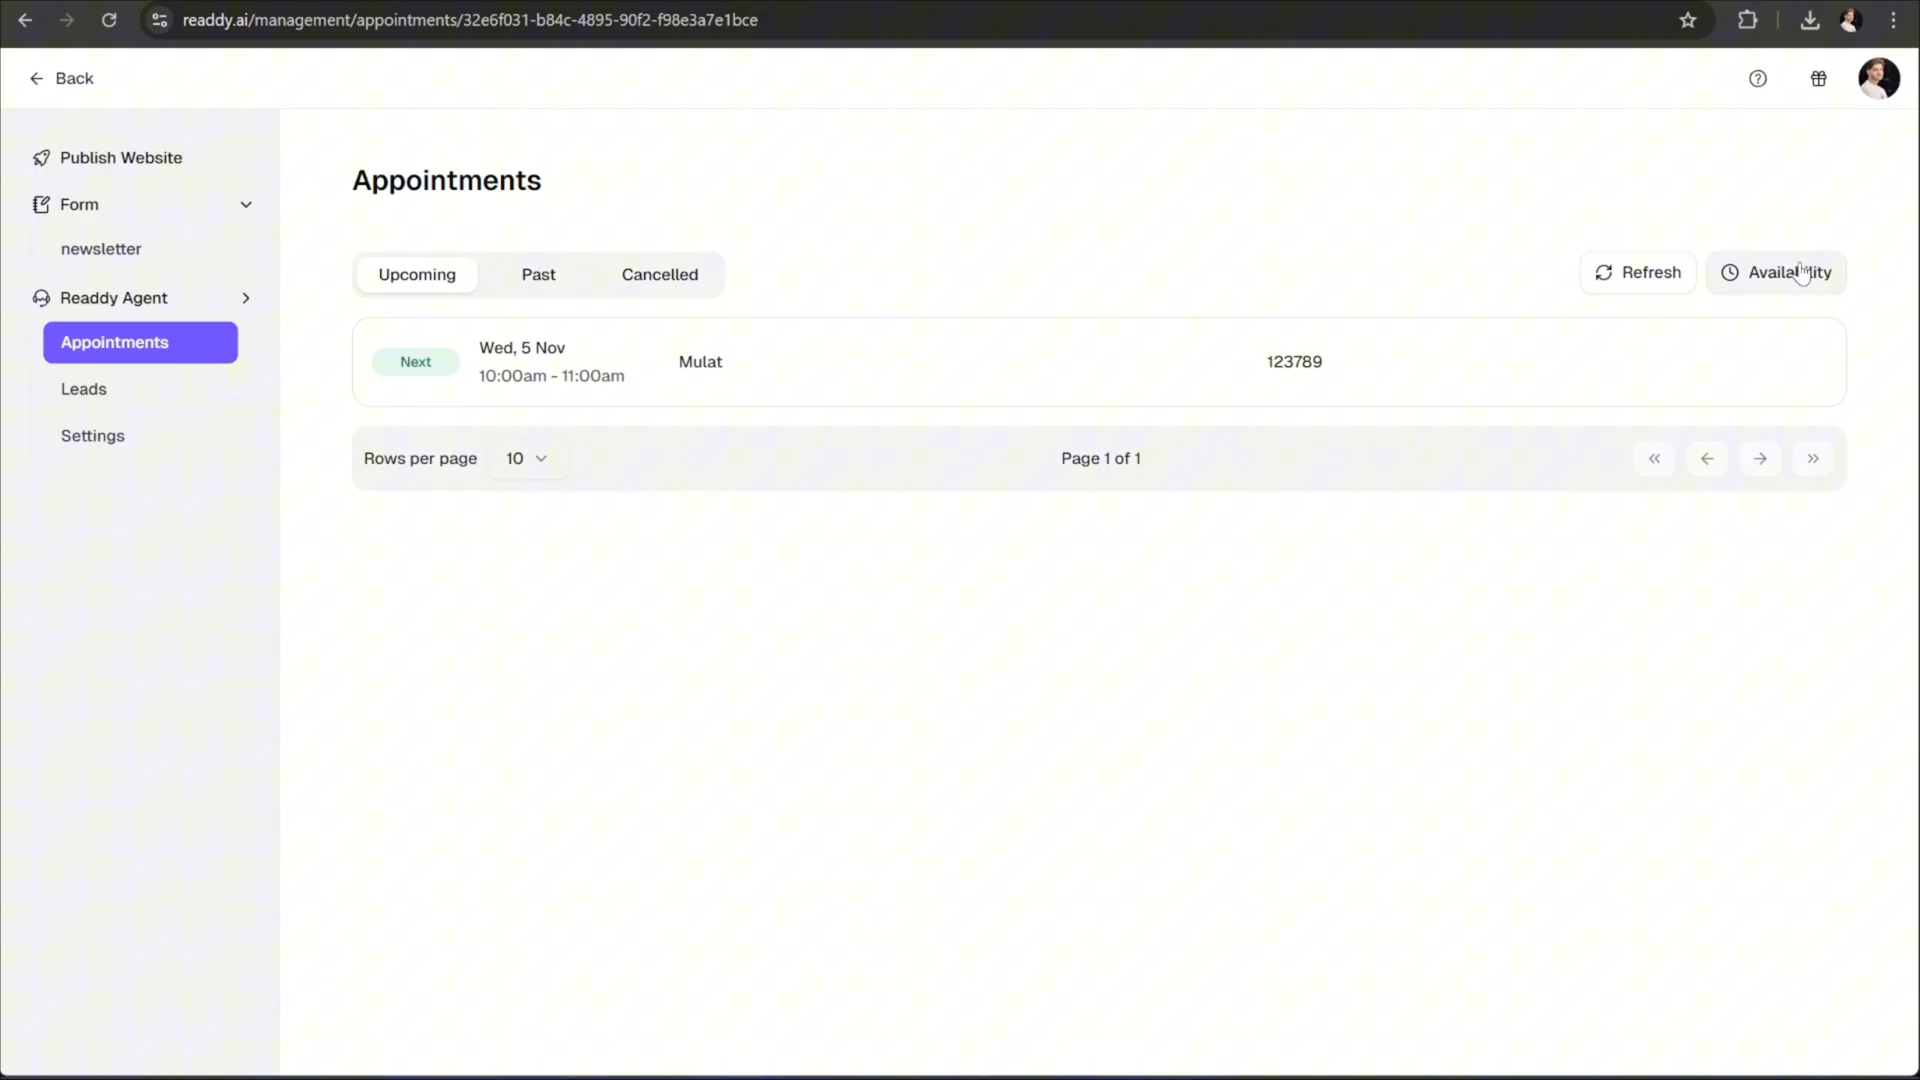 readdy.ai/management/appointments/32e6f031-b84c-4895-90f2-f98e3a7e1bce
Back
Publish Website
Form
newsletter
Readdy Agent
Appointments
Leads
Settings
Appointments
Upcoming Past Cancelled
Refresh Availability
Next
Wed, 5 Nov
10:00am - 11:00am
Mulat
123789
Rows per page 10
Page 1 of 1